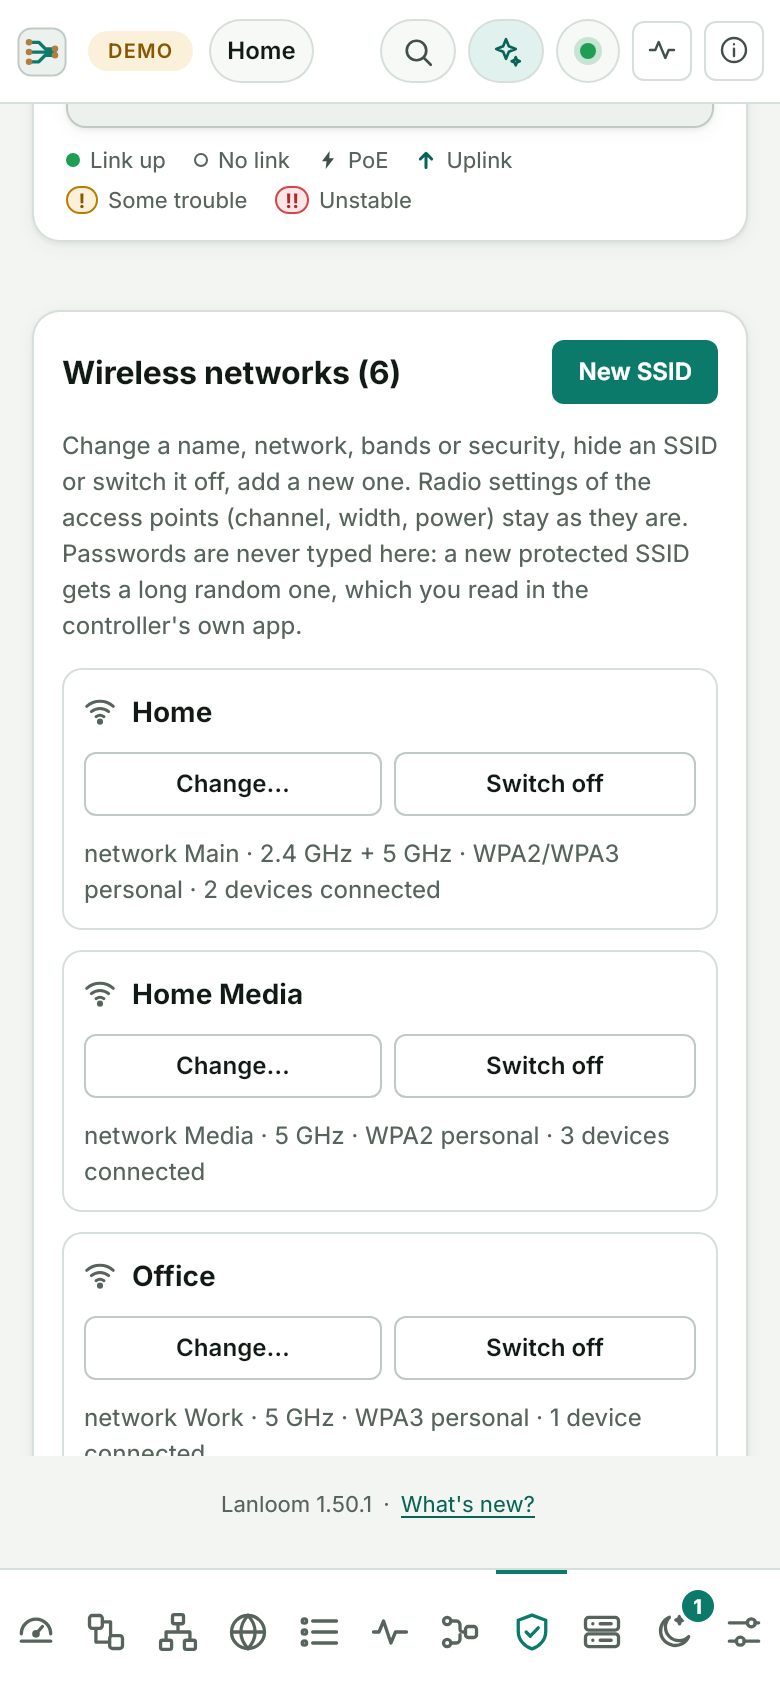 DEMO
Home
Link up
No link
PoE
Uplink
! Some trouble
!! Unstable
Wireless networks (6)
New SSID
Change a name, network, bands or security, hide an SSID
or switch it off, add a new one. Radio settings of the
access points (channel, width, power) stay as they are.
Passwords are never typed here: a new protected SSID
gets a long random one, which you read in the
controller's own app.
Home
Change...
Switch off
network Main · 2.4 GHz + 5 GHz · WPA2/WPA3
personal · 2 devices connected
Home Media
Change...
Switch off
network Media · 5 GHz · WPA2 personal · 3 devices
connected
Office
Change...
Switch off
network Work · 5 GHz · WPA3 personal · 1 device
connected
Lanloom 1.50.1 · What's new?
1